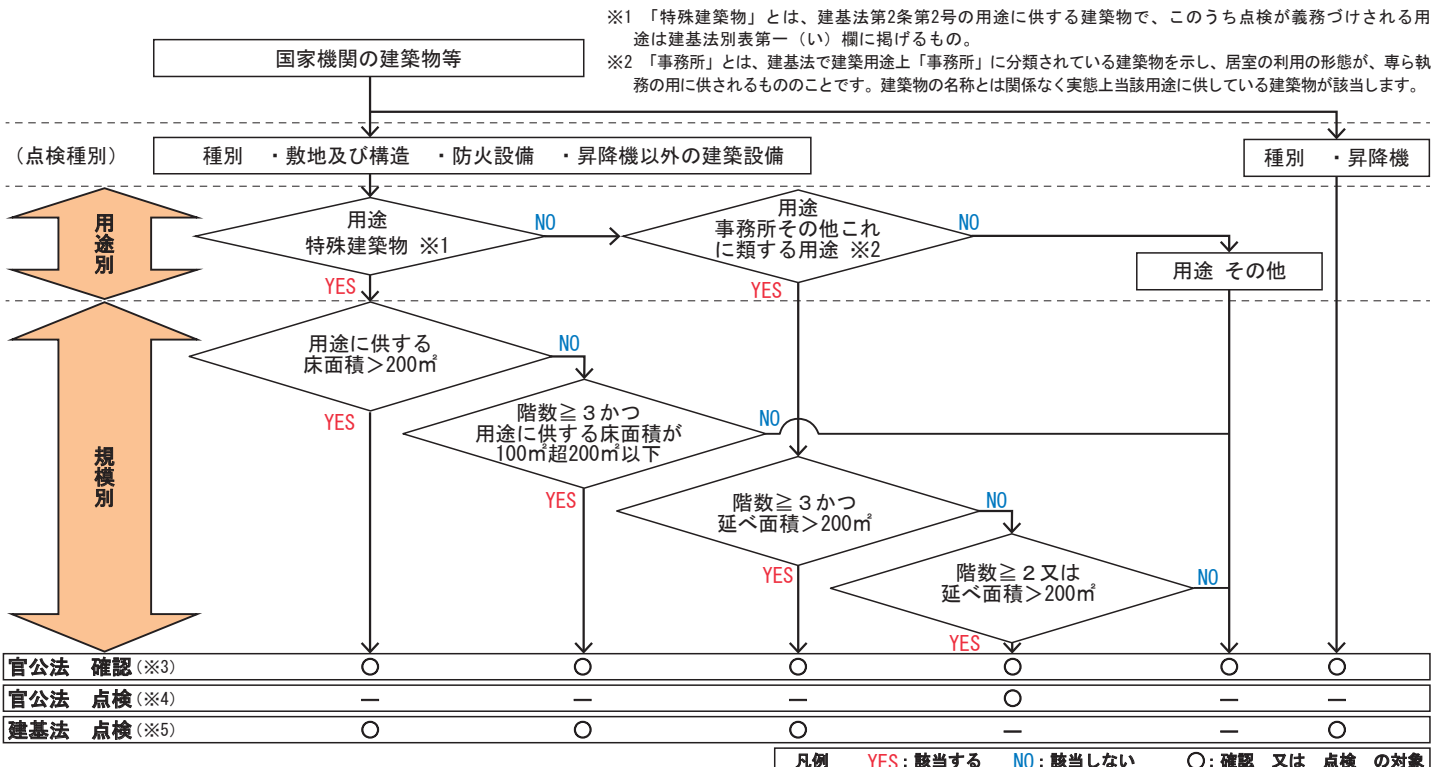 ※1 「特殊建築物」とは、建基法第2条第2号の用途に供する建築物で、このうち点検が義務づけされる用
途は建基法別表第一（い）欄に掲げるもの。
※2 「事務所」とは、建基法で建築用途上「事務所」に分類されている建築物を示し、居室の利用の形態が、専ら執
務の用に供されるもののことです。建築物の名称とは関係なく実態上当該用途に供している建築物が該当します。
国家機関の建築物等
(点検種別)
種別 ・敷地及び構造 ・防火設備 ・昇降機以外の建築設備
種別 ・昇降機
用途別
用途
特殊建築物 ※1
NO
YES
用途
事務所その他これ
に類する用途 ※2
NO
YES
用途 その他
規模別
用途に供する
床面積＞200㎡
NO
YES
階数≧３かつ
用途に供する床面積が
100㎡超200㎡以下
NO
YES
階数≧３かつ
延べ面積＞200㎡
NO
YES
階数≧２又は
延べ面積＞200㎡
NO
YES
官公法 確認(※3) ○ ○ ○ ○ ○ ○
官公法 点検(※4) － － － ○ － －
建基法 点検(※5) ○ ○ ○ － － ○
凡例 YES：該当する NO：該当しない ○：確認 又は 点検 の対象